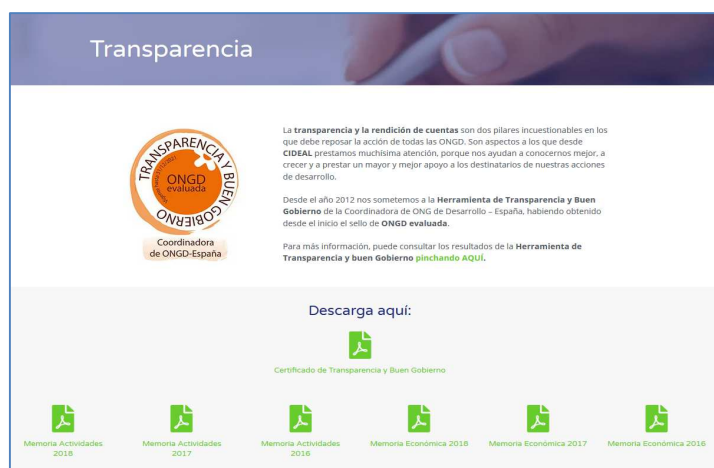 Transparencia
TRANSPARENCIA Y BUEN GOBIERNO
ONGD
evaluada
Coordinadora
de ONGD-España
La transparencia y la rendición de cuentas son dos pilares incuestionables en los
que debe reposar la acción de todas las ONGD. Son aspectos a los que desde
CIDEAL prestamos muchísima atención, porque nos ayudan a conocernos mejor, a
crecer y a prestar un mayor y mejor apoyo a los destinatarios de nuestras acciones
de desarrollo.
Desde el año 2012 nos sometemos a la Herramienta de Transparencia y Buen
Gobierno de la Coordinadora de ONG de Desarrollo – España, habiendo obtenido
desde el inicio el sello de ONGD evaluada.
Para más información, puede consultar los resultados de la Herramienta de
Transparencia y buen Gobierno pinchando AQUÍ.
Descarga aquí:
Certificado de Transparencia y Buen Gobierno
Memoria Actividades
2018
Memoria Actividades
2017
Memoria Actividades
2016
Memoria Económica 2018
Memoria Económica 2017
Memoria Económica 2016